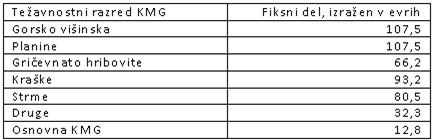 Težavnostni razred KMG Fiksni del, izražen v evrih
Gorsko višinska 107,5
Planine 107,5
Gričevnato hribovite 66,2
Kraške 93,2
Strme 80,5
Druge 32,3
Osnovna KMG 12,8